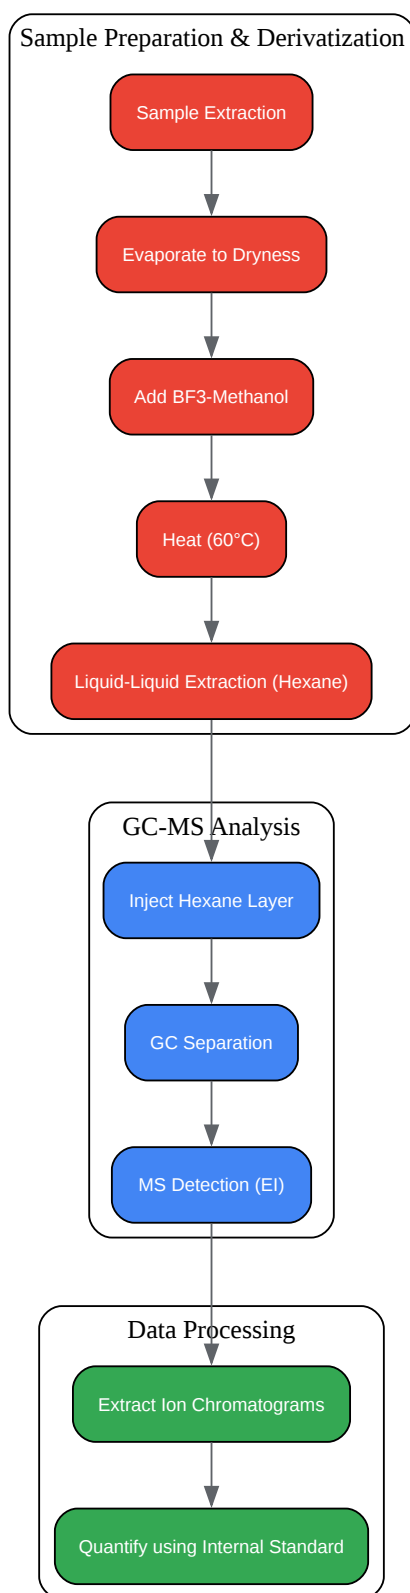 Sample Preparation & Derivatization
Sample Extraction
Evaporate to Dryness
Add BF3-Methanol
Heat (60°C)
Liquid-Liquid Extraction (Hexane)
GC-MS Analysis
Inject Hexane Layer
GC Separation
MS Detection (EI)
Data Processing
Extract Ion Chromatograms
Quantify using Internal Standard